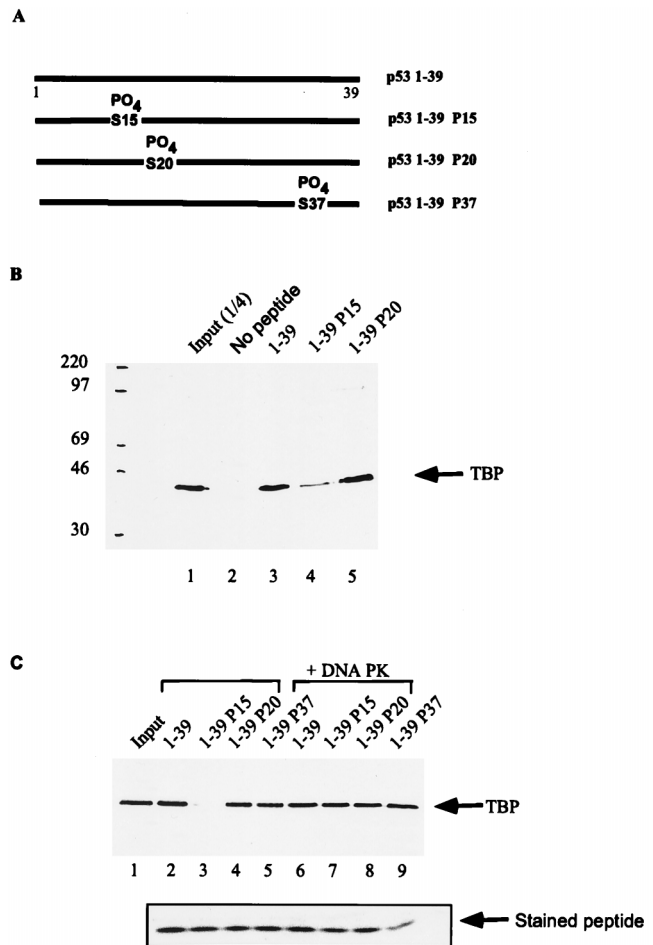 A
p53 1-39
1 39
PO4
S15 p53 1-39 P15
PO4
S20 p53 1-39 P20
PO4
S37 p53 1-39 P37
B
Input (1/4) No peptide 1-39 1-39 P15 1-39 P20
220
97
69
46
TBP
30
1 2 3 4 5
C
+ DNA PK
Input 1-39 1-39 P15 1-39 P20 1-39 P37 1-39 1-39 P15 1-39 P20 1-39 P37
TBP
1 2 3 4 5 6 7 8 9
Stained peptide